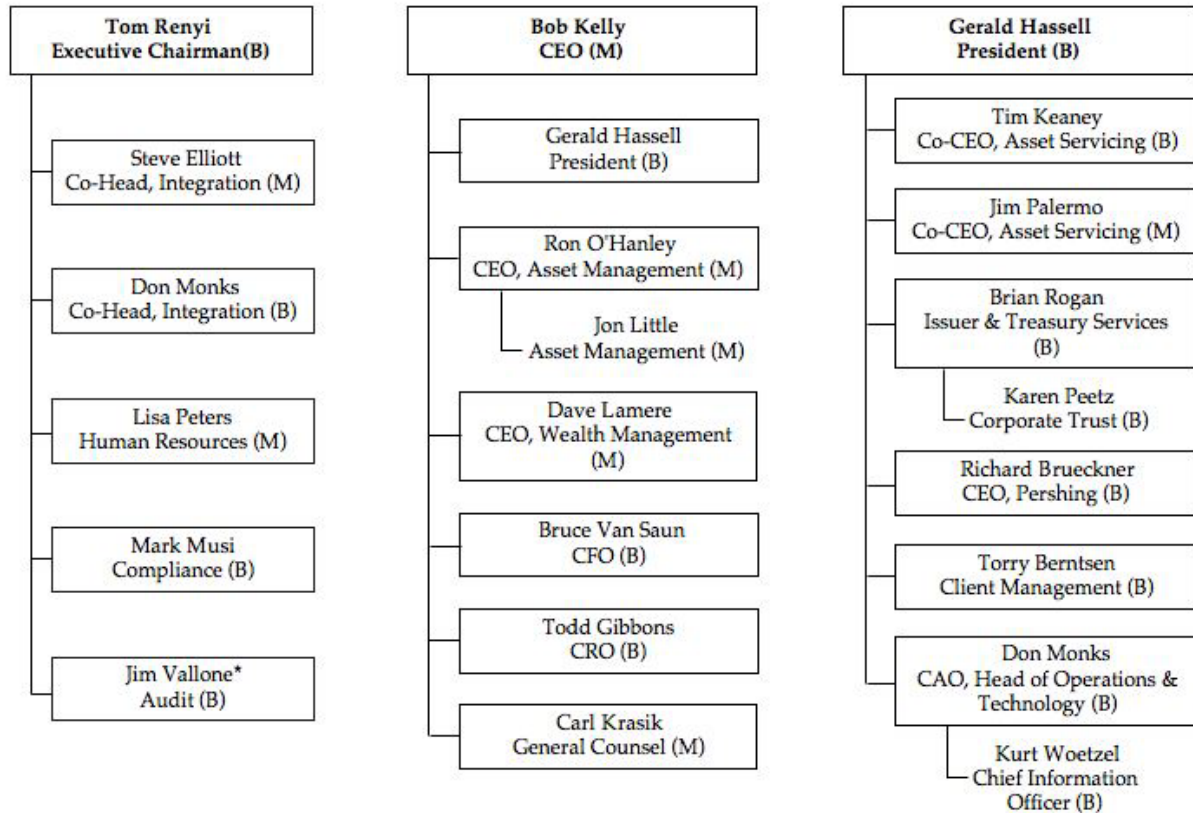 Tom Renyi
Executive Chairman(B)
Steve Elliott
Co-Head, Integration (M)
Don Monks
Co-Head, Integration (B)
Lisa Peters
Human Resources (M)
Mark Musi
Compliance (B)
Jim Vallone*
Audit (B)
Bob Kelly
CEO (M)
Gerald Hassell
President (B)
Ron O'Hanley
CEO, Asset Management (M)
Jon Little
Asset Management (M)
Dave Lamere
CEO, Wealth Management
(M)
Bruce Van Saun
CFO (B)
Todd Gibbons
CRO (B)
Carl Krasik
General Counsel (M)
Gerald Hassell
President (B)
Tim Keaney
Co-CEO, Asset Servicing (B)
Jim Palermo
Co-CEO, Asset Servicing (M)
Brian Rogan
Issuer & Treasury Services
(B)
Karen Peetz
Corporate Trust (B)
Richard Brueckner
CEO, Pershing (B)
Torry Berntsen
Client Management (B)
Don Monks
CAO, Head of Operations &
Technology (B)
Kurt Woetzel
Chief Information
Officer (B)